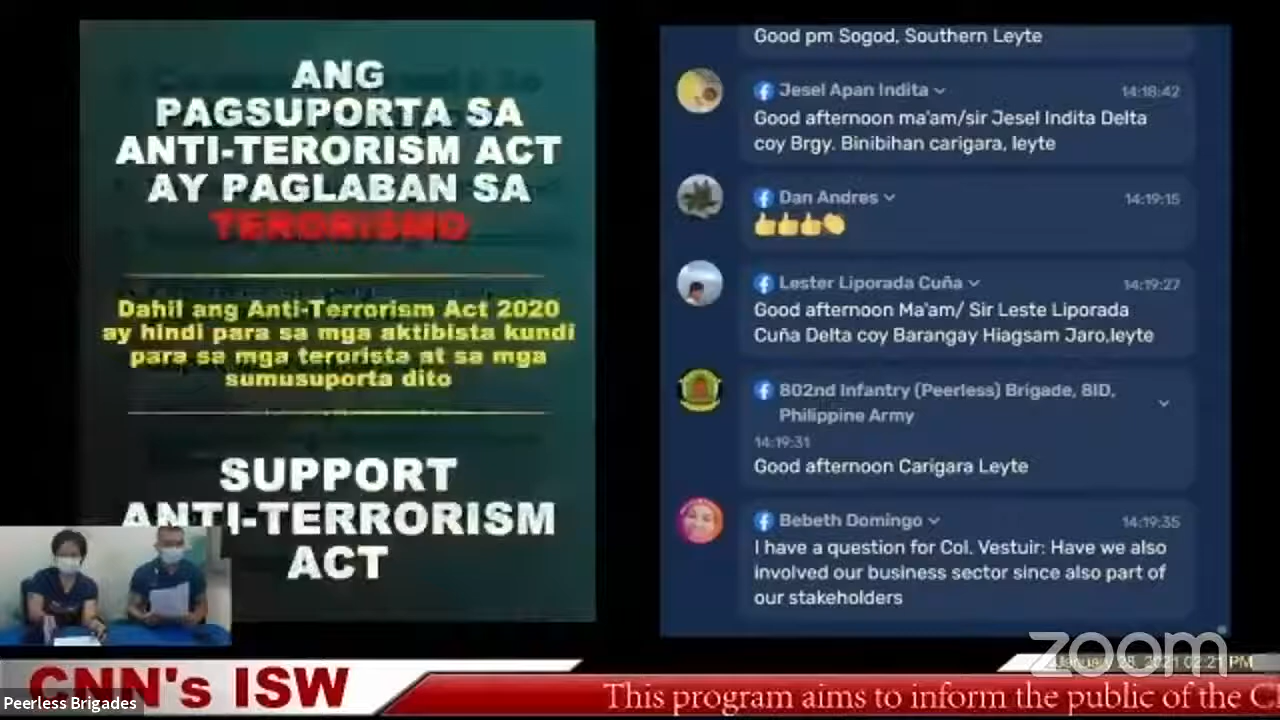 ANG
PAGSUPORTA SA
ANTI-TERORISM ACT
AY PAGLABAN SA
TERORISMO
Dahil ang Anti-Terrorism Act 2020
ay hindi para sa mga aktibista kundi
para sa mga terorista at sa mga
sumusuporta dito
SUPPORT
ANTI-TERRORISM
ACT
Good pm Sogod, Southern Leyte
Jesel Apan Indita 14:18:42
Good afternoon ma'am/sir Jesel Indita Delta
coy Brgy. Binibihan carigara, leyte
Dan Andres 14:19:15
👍👍👍👏
Lester Liporada Cuña 14:19:27
Good afternoon Ma'am/ Sir Leste Liporada
Cuña Delta coy Barangay Hiagsam Jaro,leyte
802nd Infantry (Peerless) Brigade, 8ID,
Philippine Army
14:19:31
Good afternoon Carigara Leyte
Bebeth Domingo 14:19:35
I have a question for Col. Vestuir: Have we also
involved our business sector since also part of
our stakeholders
zoom
January 28, 2021 02:21 PM
CNN's ISW
This program aims to inform the public of the C
Peerless Brigades